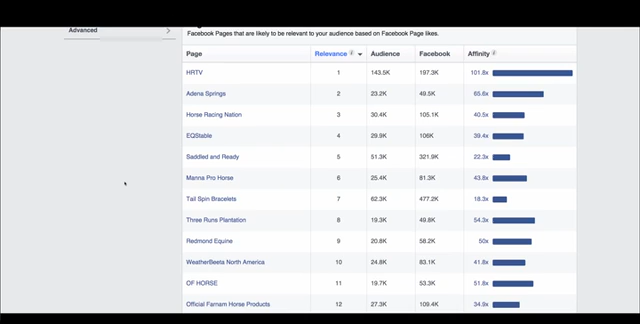 Advanced
Facebook Pages that are likely to be relevant to your audience based on Facebook Page likes.
Page Relevance Audience Facebook Affinity
HRTV 1 143.5K 197.3K 101.8x
Adena Springs 2 23.2K 49.5K 65.6x
Horse Racing Nation 3 30.4K 105.1K 40.5x
EQStable 4 29.9K 106K 39.4x
Saddled and Ready 5 51.3K 321.9K 22.3x
Manna Pro Horse 6 25.4K 81.3K 43.8x
Tail Spin Bracelets 7 62.3K 477.2K 18.3x
Three Runs Plantation 8 19.3K 49.8K 54.3x
Redmond Equine 9 20.8K 58.2K 50x
WeatherBeeta North America 10 24.8K 83.1K 41.8x
OF HORSE 11 19.7K 53.3K 51.8x
Official Farnam Horse Products 12 27.3K 109.4K 34.9x